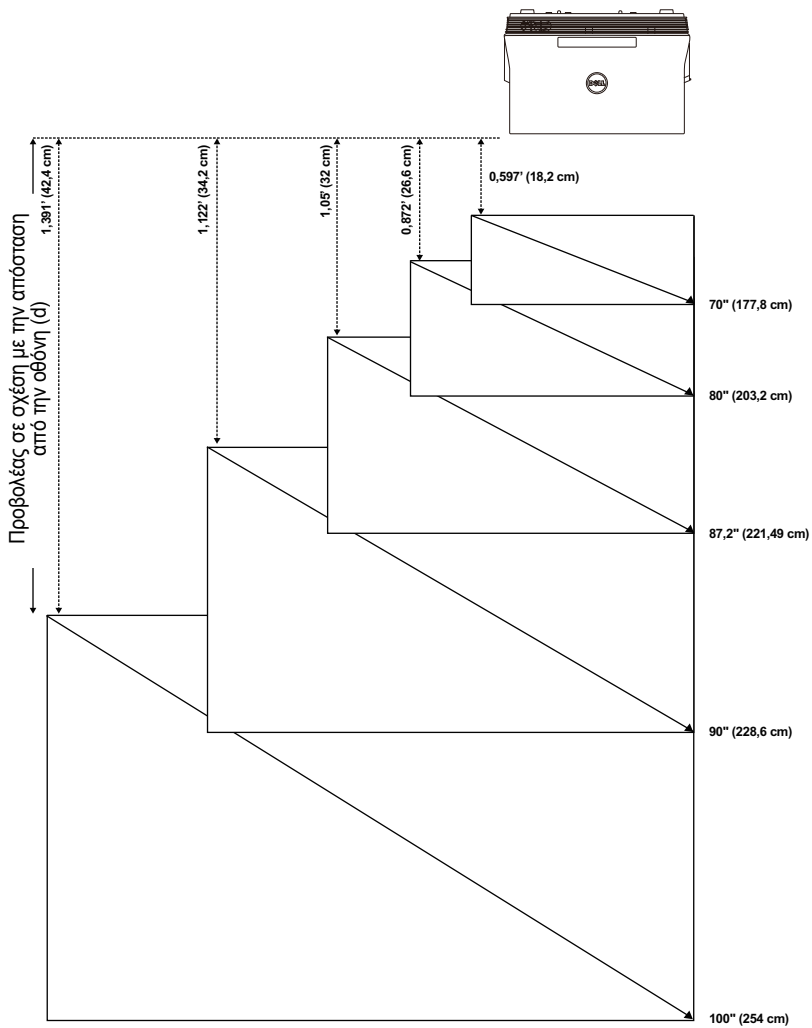 DELL
1,391' (42,4 cm)
1,122' (34,2 cm)
1,05' (32 cm)
0,872' (26,6 cm)
0,597' (18,2 cm)
Προβολέας σε σχέση με την απόσταση
από την οθόνη (d)
70" (177,8 cm)
80" (203,2 cm)
87,2" (221,49 cm)
90" (228,6 cm)
100" (254 cm)